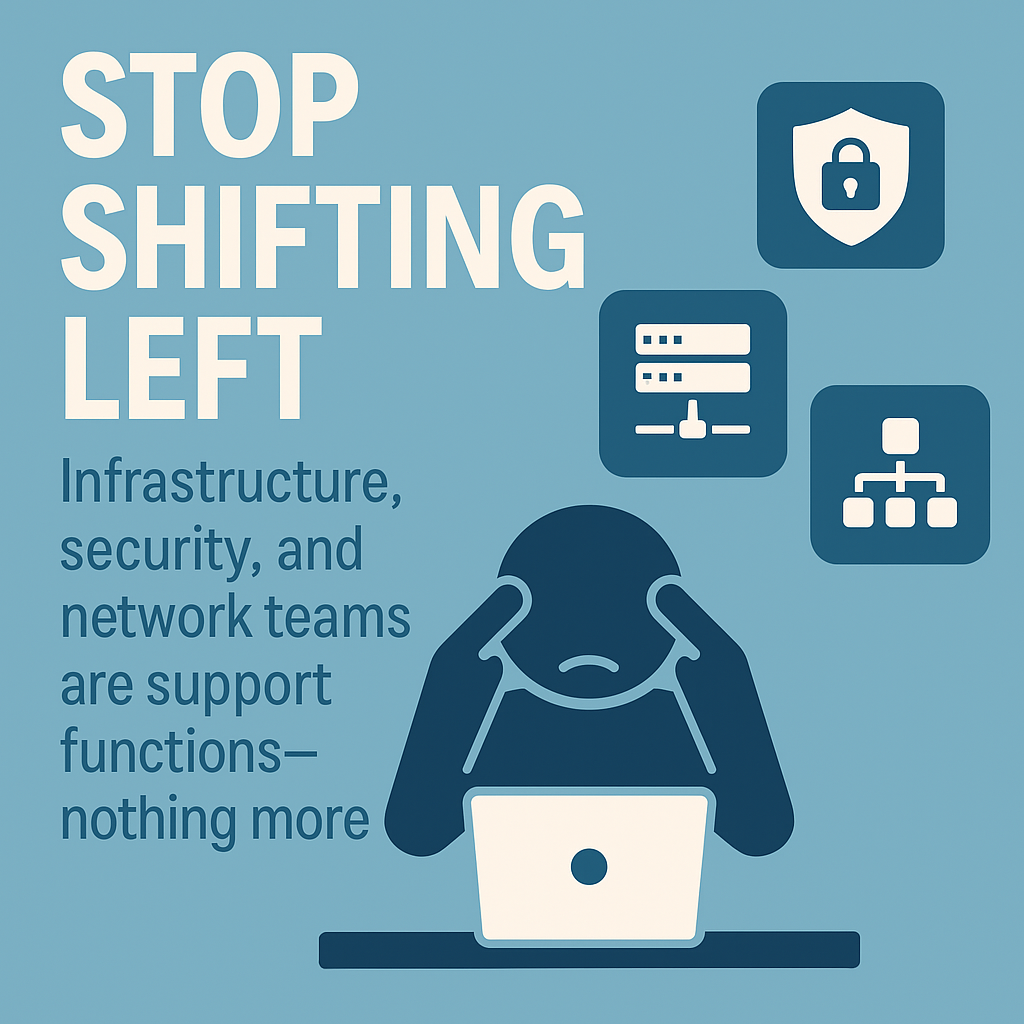 STOP
SHIFTING
LEFT
Infrastructure,
security, and
network teams
are support
functions—
nothing more